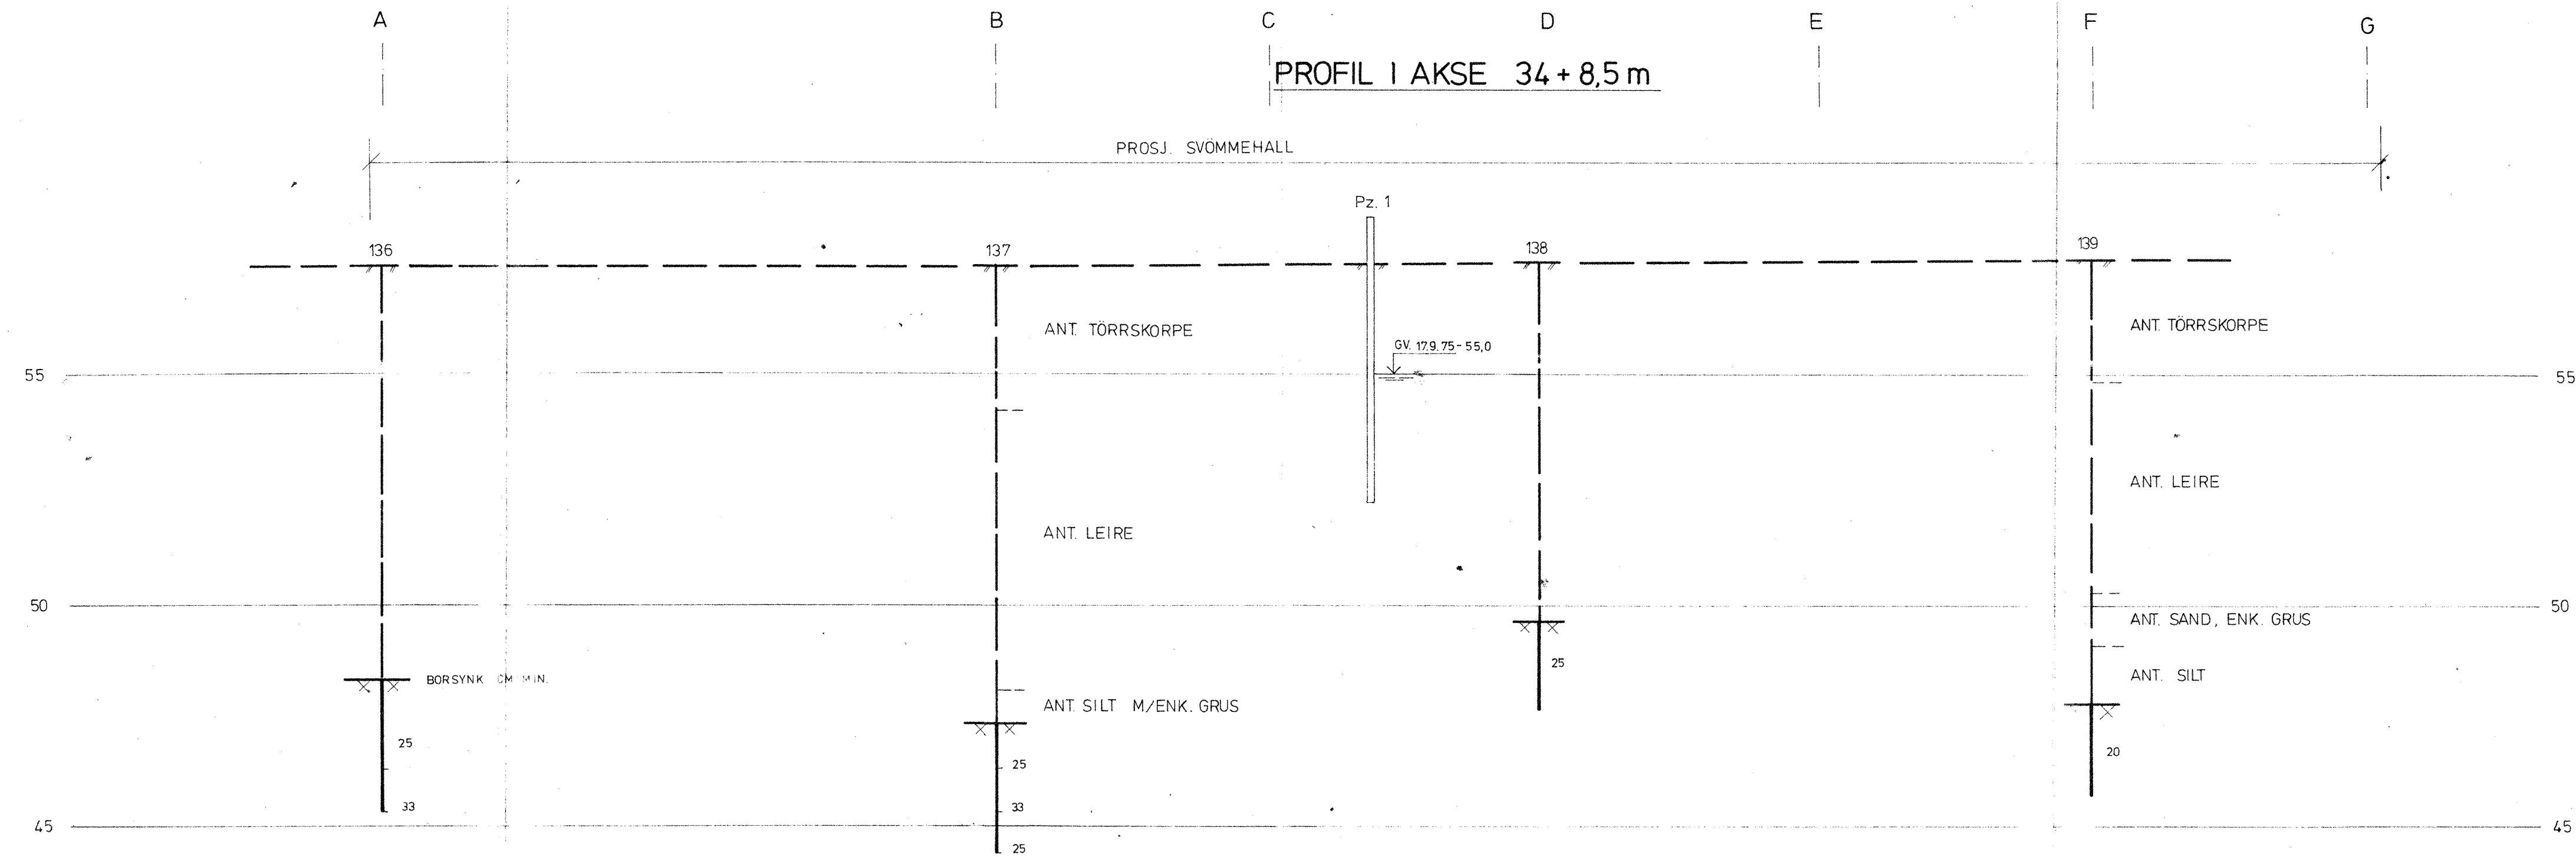 A B C D E F G
PROFIL I AKSE 34 + 8,5 m
PROSJ. SVÖMMEHALL
Pz. 1
136 137 138 139
ANT. TÖRRSKORPE
ANT. TÖRRSKORPE
GV. 17.9.75 - 55,0
55 55
ANT. LEIRE
ANT. LEIRE
50 50
ANT. SAND, ENK. GRUS
25
ANT. SILT
BORSYNK CM MIN.
ANT. SILT M/ENK. GRUS
25
20
25
33
33
45 45
25